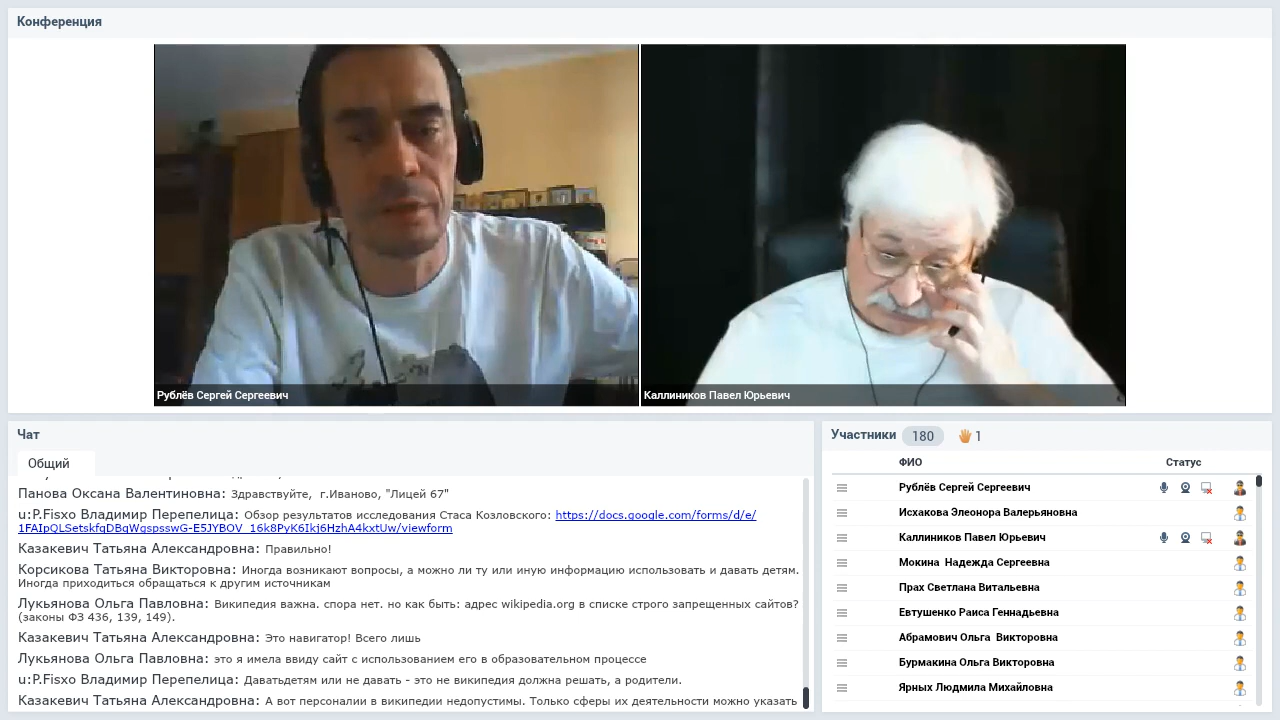 Конференция
Рублёв Сергей Сергеевич
Каллиников Павел Юрьевич
Чат
Общий
Панова Оксана Валентиновна: Здравствуйте, г.Иваново, "Лицей 67"
u:P.Fisxo Владимир Перепелица: Обзор результатов исследования Стаса Козловского: https://docs.google.com/forms/d/e/
1FAIpQLSetskfqDBqWgspsswG-E5JYBOV_16k8PyK6Ikj6HzhA4kxtUw/viewform
Казакевич Татьяна Александровна: Правильно!
Корсикова Татьяна Викторовна: Иногда возникают вопросы, а можно ли ту или иную информацию использовать и давать детям.
Иногда приходиться обращаться к другим источникам
Лукьянова Ольга Павловна: Википедия важна. спора нет. но как быть: адрес wikipedia.org в списке строго запрещенных сайтов?
(законы ФЗ 436, 139, 149).
Казакевич Татьяна Александровна: Это навигатор! Всего лишь
Лукьянова Ольга Павловна: это я имела ввиду сайт с использованием его в образовательном процессе
u:P.Fisxo Владимир Перепелица: Даватьдетям или не давать - это не википедия должна решать, а родители.
Казакевич Татьяна Александровна: А вот персоналии в википедии недопустимы. Только сферы их деятельности можно указать
Участники 180 1
ФИО Статус
Рублёв Сергей Сергеевич
Исхакова Элеонора Валерьяновна
Каллиников Павел Юрьевич
Мокина Надежда Сергеевна
Прах Светлана Витальевна
Евтушенко Раиса Геннадьевна
Абрамович Ольга Викторовна
Бурмакина Ольга Викторовна
Ярных Людмила Михайловна